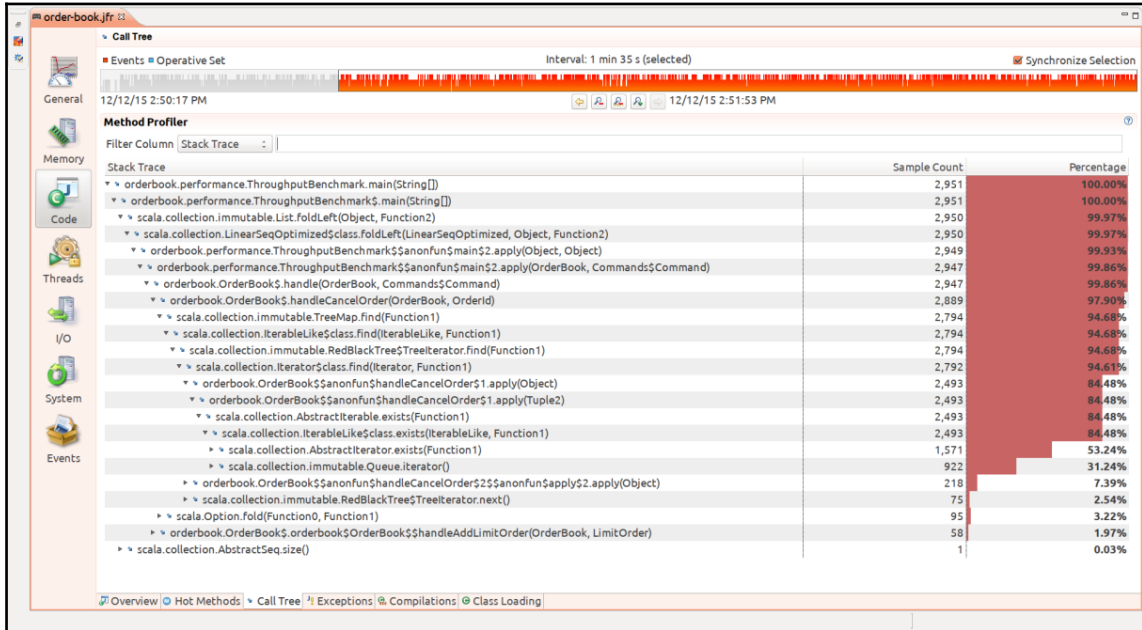 order-book.jfr
Call Tree
Events Operative Set Interval: 1 min 35 s (selected) Synchronize Selection
12/12/15 2:50:17 PM 12/12/15 2:51:53 PM
General
Memory
Code
Threads
I/O
System
Events
Method Profiler
Filter Column Stack Trace
Stack Trace Sample Count Percentage
orderbook.performance.ThroughputBenchmark.main(String[]) 2,951 100.00%
orderbook.performance.ThroughputBenchmark$.main(String[]) 2,951 100.00%
scala.collection.immutable.List.foldLeft(Object, Function2) 2,950 99.97%
scala.collection.LinearSeqOptimized$class.foldLeft(LinearSeqOptimized, Object, Function2) 2,950 99.97%
orderbook.performance.ThroughputBenchmark$$anonfun$main$2.apply(Object, Object) 2,949 99.93%
orderbook.performance.ThroughputBenchmark$$anonfun$main$2.apply(OrderBook, Commands$Command) 2,947 99.86%
orderbook.OrderBook$.handle(OrderBook, Commands$Command) 2,947 99.86%
orderbook.OrderBook$.handleCancelOrder(OrderBook, OrderId) 2,889 97.90%
scala.collection.immutable.TreeMap.find(Function1) 2,794 94.68%
scala.collection.IterableLike$class.find(IterableLike, Function1) 2,794 94.68%
scala.collection.immutable.RedBlackTree$TreeIterator.find(Function1) 2,794 94.68%
scala.collection.Iterator$class.find(Iterator, Function1) 2,792 94.61%
orderbook.OrderBook$$anonfun$handleCancelOrder$1.apply(Object) 2,493 84.48%
orderbook.OrderBook$$anonfun$handleCancelOrder$1.apply(Tuple2) 2,493 84.48%
scala.collection.AbstractIterable.exists(Function1) 2,493 84.48%
scala.collection.IterableLike$class.exists(IterableLike, Function1) 2,493 84.48%
scala.collection.AbstractIterator.exists(Function1) 1,571 53.24%
scala.collection.immutable.Queue.iterator() 922 31.24%
orderbook.OrderBook$$anonfun$handleCancelOrder$2$$anonfun$apply$2.apply(Object) 218 7.39%
scala.collection.immutable.RedBlackTree$TreeIterator.next() 75 2.54%
scala.Option.fold(Function0, Function1) 95 3.22%
orderbook.OrderBook$.orderbook$OrderBook$$handleAddLimitOrder(OrderBook, LimitOrder) 58 1.97%
scala.collection.AbstractSeq.size() 1 0.03%
Overview Hot Methods Call Tree Exceptions Compilations Class Loading